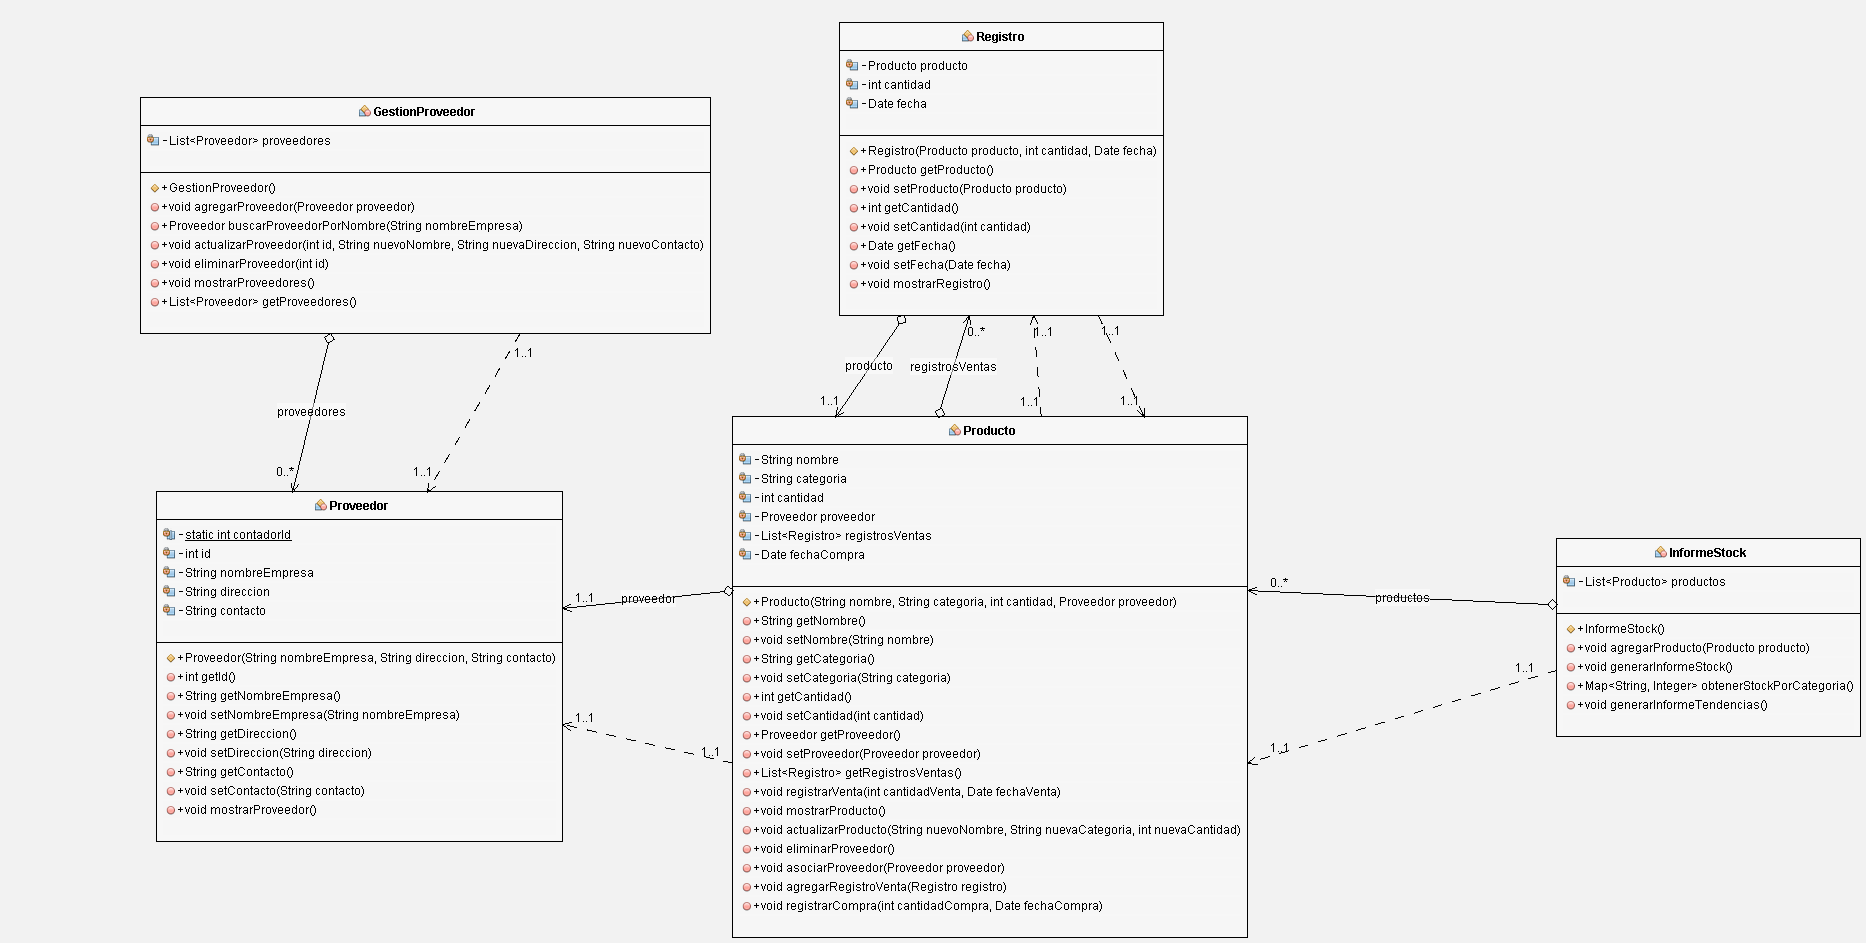 Registro
- Producto producto
- int cantidad
- Date fecha
+ Registro(Producto producto, int cantidad, Date fecha)
+ Producto getProducto()
+ void setProducto(Producto producto)
+ int getCantidad()
+ void setCantidad(int cantidad)
+ Date getFecha()
+ void setFecha(Date fecha)
+ void mostrarRegistro()
GestionProveedor
- List<Proveedor> proveedores
+ GestionProveedor()
+ void agregarProveedor(Proveedor proveedor)
+ Proveedor buscarProveedorPorNombre(String nombreEmpresa)
+ void actualizarProveedor(int id, String nuevoNombre, String nuevaDireccion, String nuevoContacto)
+ void eliminarProveedor(int id)
+ void mostrarProveedores()
+ List<Proveedor> getProveedores()
0..*
1..1
1..1
1..1
producto
registrosVentas
1..1
1..1
1..1
proveedores
0..*
1..1
Proveedor
- static int contadorId
- int id
- String nombreEmpresa
- String direccion
- String contacto
+ Proveedor(String nombreEmpresa, String direccion, String contacto)
+ int getId()
+ String getNombreEmpresa()
+ void setNombreEmpresa(String nombreEmpresa)
+ String getDireccion()
+ void setDireccion(String direccion)
+ String getContacto()
+ void setContacto(String contacto)
+ void mostrarProveedor()
1..1
proveedor
1..1
1..1
Producto
- String nombre
- String categoria
- int cantidad
- Proveedor proveedor
- List<Registro> registrosVentas
- Date fechaCompra
+ Producto(String nombre, String categoria, int cantidad, Proveedor proveedor)
+ String getNombre()
+ void setNombre(String nombre)
+ String getCategoria()
+ void setCategoria(String categoria)
+ int getCantidad()
+ void setCantidad(int cantidad)
+ Proveedor getProveedor()
+ void setProveedor(Proveedor proveedor)
+ List<Registro> getRegistrosVentas()
+ void registrarVenta(int cantidadVenta, Date fechaVenta)
+ void mostrarProducto()
+ void actualizarProducto(String nuevoNombre, String nuevaCategoria, int nuevaCantidad)
+ void eliminarProveedor()
+ void asociarProveedor(Proveedor proveedor)
+ void agregarRegistroVenta(Registro registro)
+ void registrarCompra(int cantidadCompra, Date fechaCompra)
0..*
productos
1..1
1..1
InformeStock
- List<Producto> productos
+ InformeStock()
+ void agregarProducto(Producto producto)
+ void generarInformeStock()
+ Map<String, Integer> obtenerStockPorCategoria()
+ void generarInformeTendencias()